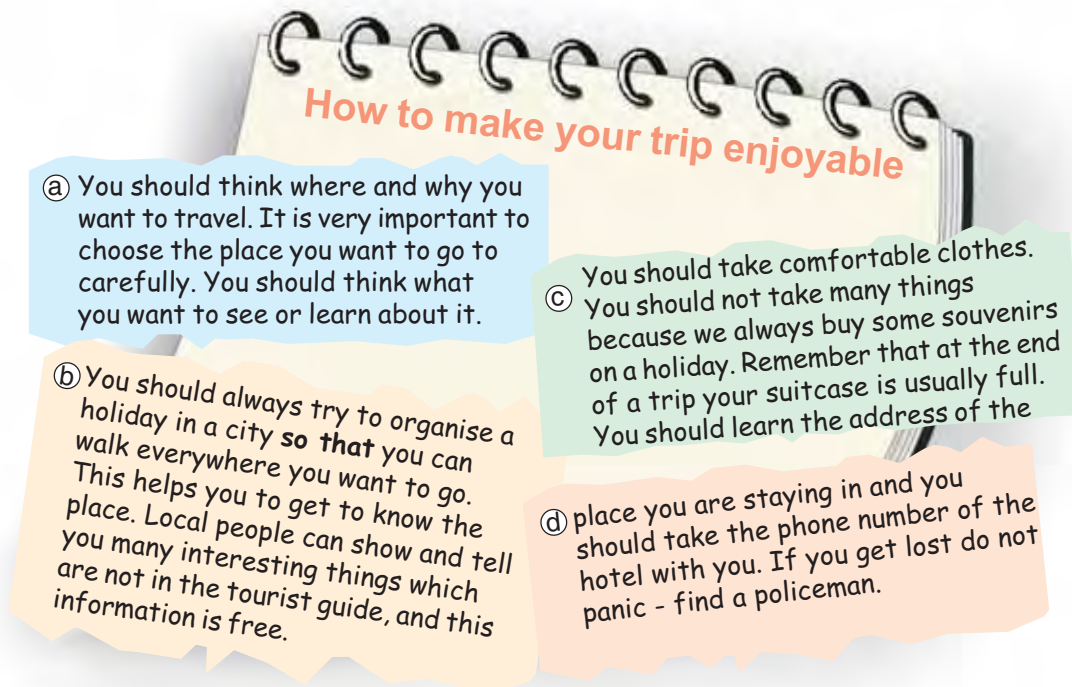 How to make your trip enjoyable
ⓐ You should think where and why you
want to travel. It is very important to
choose the place you want to go to
carefully. You should think what
you want to see or learn about it.
ⓑ You should always try to organise a
holiday in a city so that you can
walk everywhere you want to go.
This helps you to get to know the
place. Local people can show and tell
you many interesting things which
are not in the tourist guide, and this
information is free.
ⓒ You should take comfortable clothes.
You should not take many things
because we always buy some souvenirs
on a holiday. Remember that at the end
of a trip your suitcase is usually full.
You should learn the address of the
ⓓ place you are staying in and you
should take the phone number of the
hotel with you. If you get lost do not
panic - find a policeman.